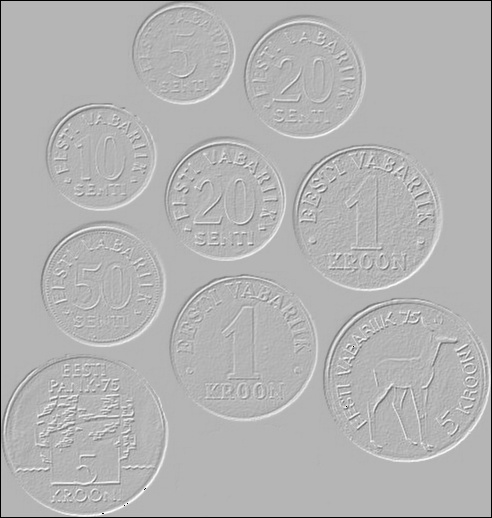 EESTI VABARIIK
5
SENTI
EESTI VABARIIK
20
SENTI
EESTI VABARIIK
10
SENTI
EESTI VABARIIK
20
SENTI
EESTI VABARIIK
1
KROON
EESTI VABARIIK
50
SENTI
EESTI VABARIIK
1
KROON
EESTI VABARIIK 75
5 KROONI
EESTI
PANK·75
5
KROONI